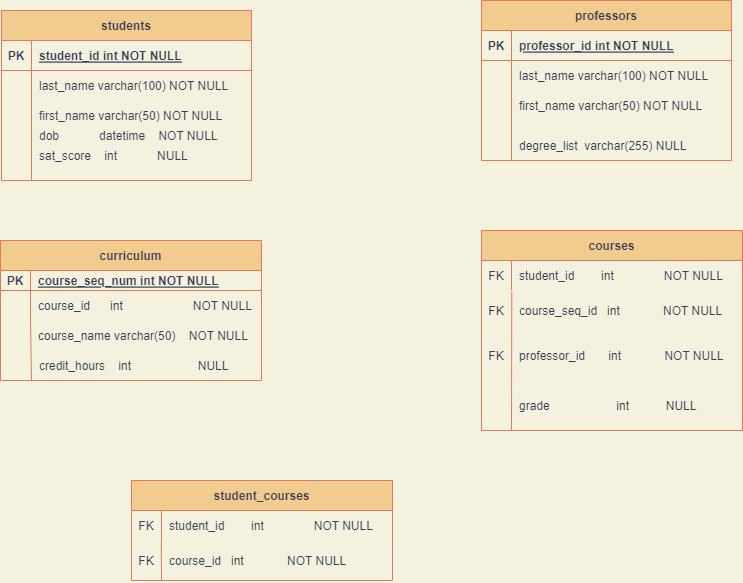 students
PK student_id int NOT NULL
last_name varchar(100) NOT NULL
first_name varchar(50) NOT NULL
dob datetime NOT NULL
sat_score int NULL
professors
PK professor_id int NOT NULL
last_name varchar(100) NOT NULL
first_name varchar(50) NOT NULL
degree_list varchar(255) NULL
curriculum
PK course_seq_num int NOT NULL
course_id int NOT NULL
course_name varchar(50) NOT NULL
credit_hours int NULL
courses
FK student_id int NOT NULL
FK course_seq_id int NOT NULL
FK professor_id int NOT NULL
grade int NULL
student_courses
FK student_id int NOT NULL
FK course_id int NOT NULL